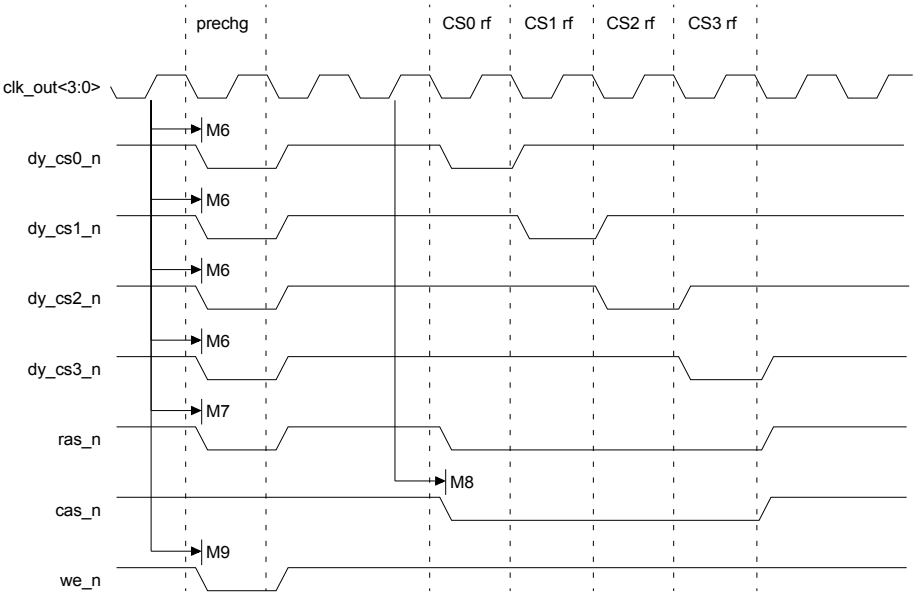 prechg CS0 rf CS1 rf CS2 rf CS3 rf
clk_out<3:0>
M6
dy_cs0_n
M6
dy_cs1_n
M6
dy_cs2_n
M6
dy_cs3_n
M7
ras_n
M8
cas_n
M9
we_n